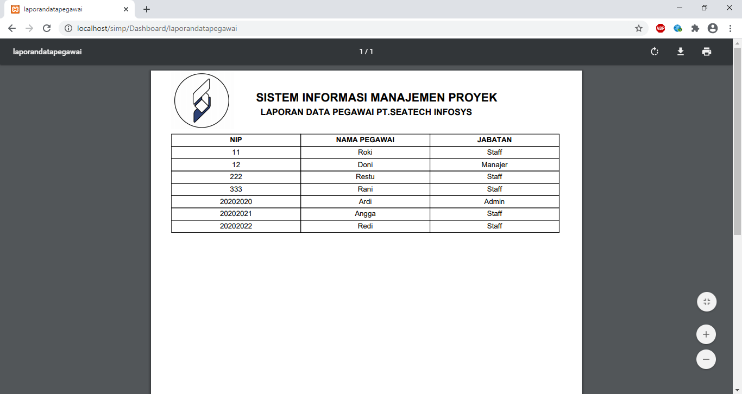 laporandatapegawai
localhost/simp/Dashboard/laporandatapegawai
laporandatapegawai 1 / 1
SISTEM INFORMASI MANAJEMEN PROYEK
LAPORAN DATA PEGAWAI PT.SEATECH INFOSYS
NIP NAMA PEGAWAI JABATAN
11 Roki Staff
12 Doni Manajer
222 Restu Staff
333 Rani Staff
20202020 Ardi Admin
20202021 Angga Staff
20202022 Redi Staff